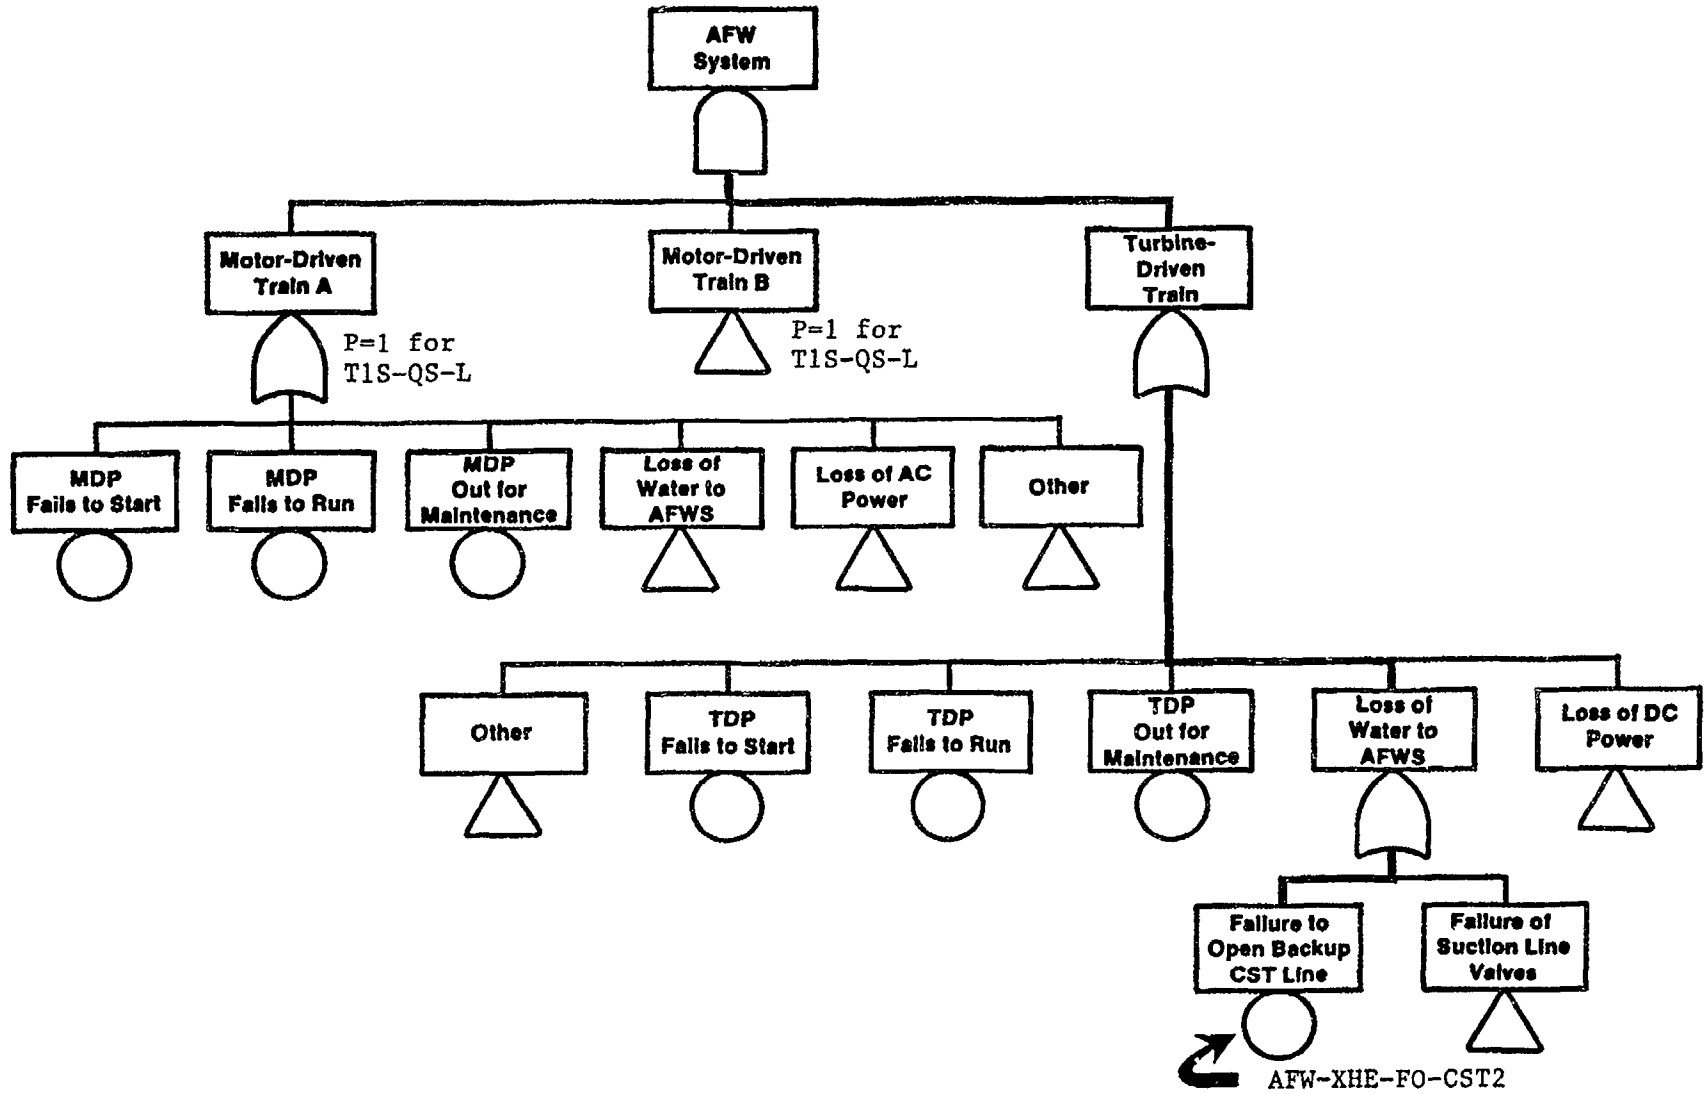 AFW
System
Motor-Driven
Train A
Motor-Driven
Train B
Turbine-
Driven
Train
P=1 for
T1S-QS-L
P=1 for
T1S-QS-L
MDP
Fails to Start
MDP
Fails to Run
MDP
Out for
Maintenance
Loss of
Water to
AFWS
Loss of AC
Power
Other
Other
TDP
Fails to Start
TDP
Fails to Run
TDP
Out for
Maintenance
Loss of
Water to
AFWS
Loss of DC
Power
Failure to
Open Backup
CST Line
Failure of
Suction Line
Valves
AFW-XHE-FO-CST2